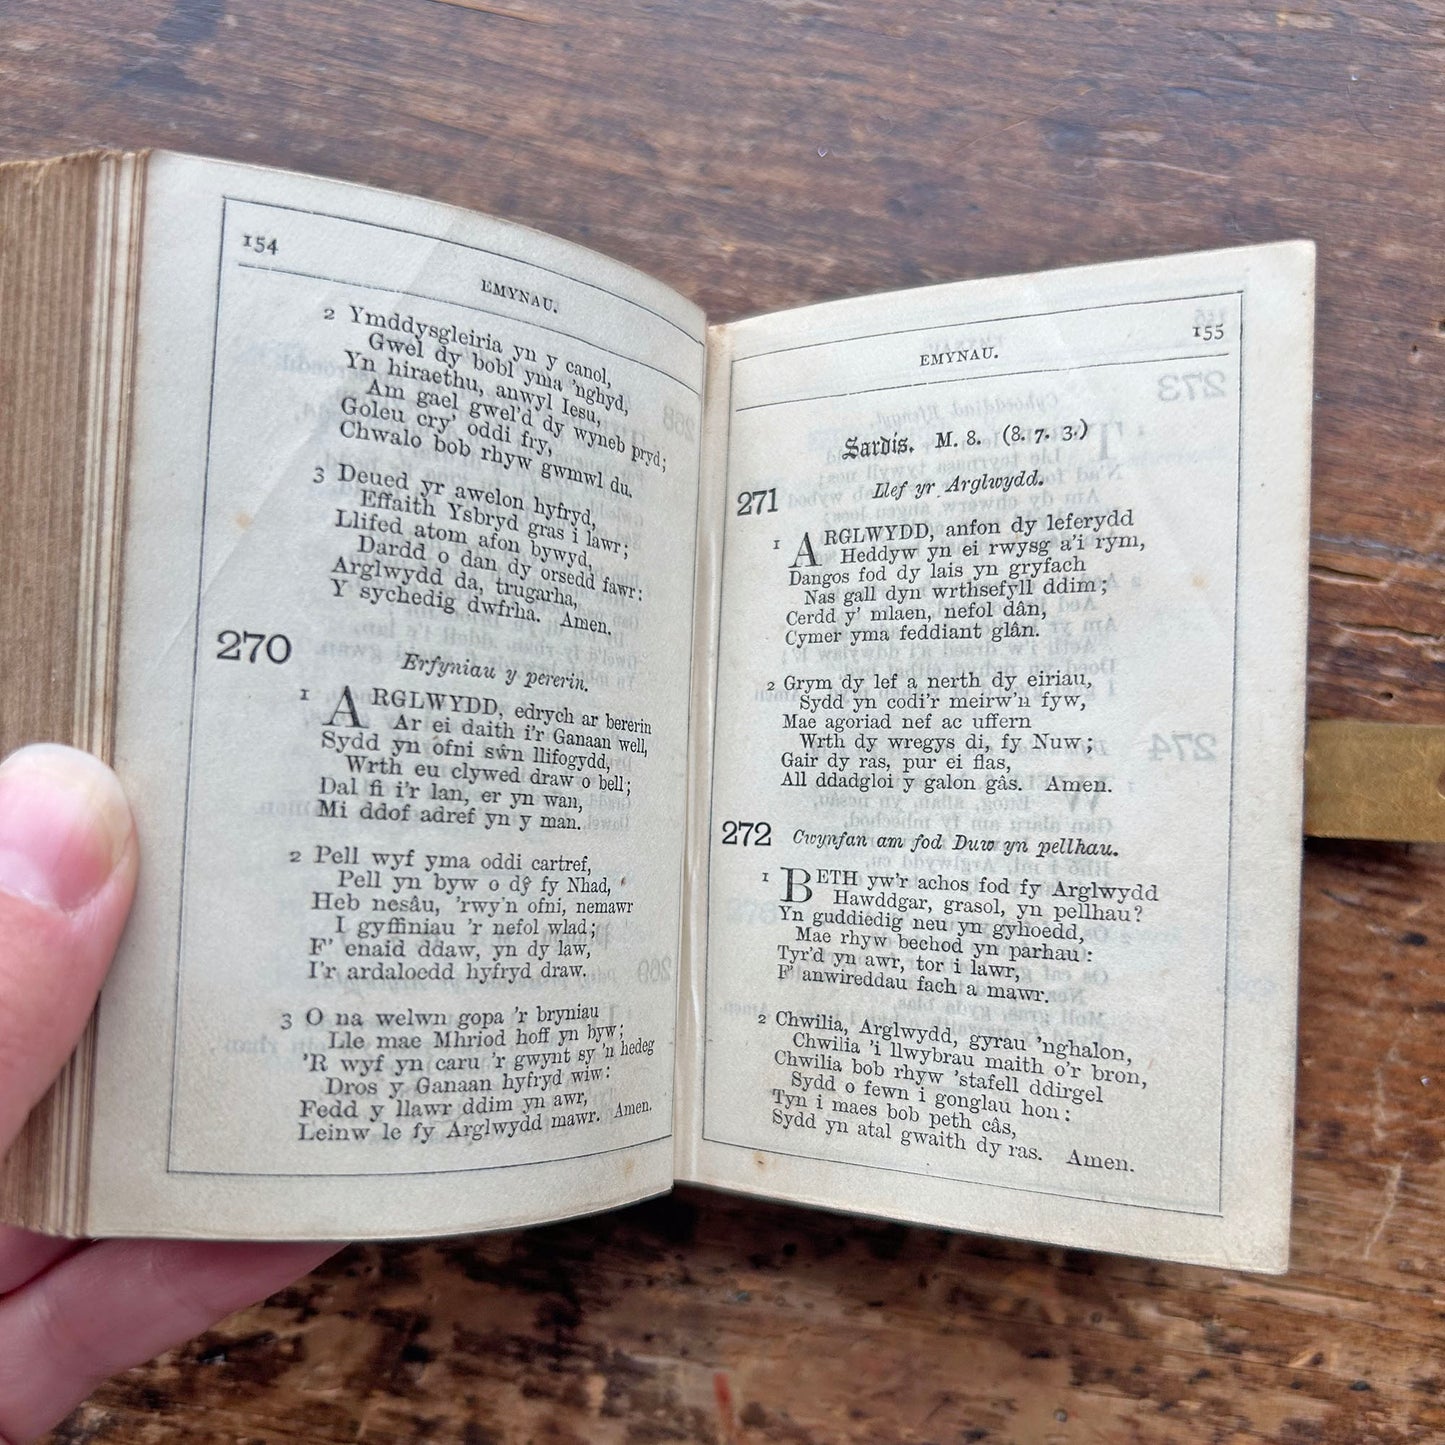 154
EMYNAU.
2 Ymddysgleiria yn y canol,
Gwel dy bobl yma 'nghyd,
Yn hiraethu, anwyl Iesu,
Am gael gwel'd dy wyneb pryd;
Goleu cry' oddi fry,
Chwalo bob rhyw gwmwl du.
3 Deued yr awelon hyfryd,
Effaith Ysbryd gras i lawr;
Llifed atom afon bywyd,
Dardd o dan dy orsedd fawr:
Arglwydd da, trugarha,
Y sychedig dwfrha. Amen.
270
Erfyniau y pererin.
1 ARGLWYDD, edrych ar bererin
Ar ei daith i'r Ganaan well,
Sydd yn ofni sŵn llifogydd,
Wrth eu clywed draw o bell;
Dal fi i'r lan, er yn wan,
Mi ddof adref yn y man.
2 Pell wyf yma oddi cartref,
Pell yn byw o dŷ fy Nhad,
Heb nesâu, 'rwy'n ofni, nemawr
I gyffiniau 'r nefol wlad;
F' enaid ddaw, yn dy law,
I'r ardaloedd hyfryd draw.
3 O na welwn gopa 'r bryniau
Lle mae Mhriod hoff yn byw;
'R wyf yn caru 'r gwynt sy 'n hedeg
Dros y Ganaan hyfryd wiw:
Fedd y llawr ddim yn awr,
Leinw le fy Arglwydd mawr. Amen.
EMYNAU.
155
Sardis. M. 8. (8. 7. 3.)
271
Llef yr Arglwydd.
1 ARGLWYDD, anfon dy leferydd
Heddyw yn ei rwysg a'i rym,
Dangos fod dy lais yn gryfach
Nas gall dyn wrthsefyll ddim;
Cerdd y' mlaen, nefol dân,
Cymer yma feddiant glân.
2 Grym dy lef a nerth dy eiriau,
Sydd yn codi'r meirw'n fyw,
Mae agoriad nef ac uffern
Wrth dy wregys di, fy Nuw;
Gair dy ras, pur ei flas,
All ddadgloi y galon gâs. Amen.
272 Cwynfan am fod Duw yn pellhau.
1 BETH yw'r achos fod fy Arglwydd
Hawddgar, grasol, yn pellhau?
Yn guddiedig neu yn gyhoedd,
Mae rhyw bechod yn parhau:
Tyr'd yn awr, tor i lawr,
F' anwireddau fach a mawr.
2 Chwilia, Arglwydd, gyrau 'nghalon,
Chwilia 'i llwybrau maith o'r bron,
Chwilia bob rhyw 'stafell ddirgel
Sydd o fewn i gonglau hon:
Tyn i maes bob peth câs,
Sydd yn atal gwaith dy ras. Amen.